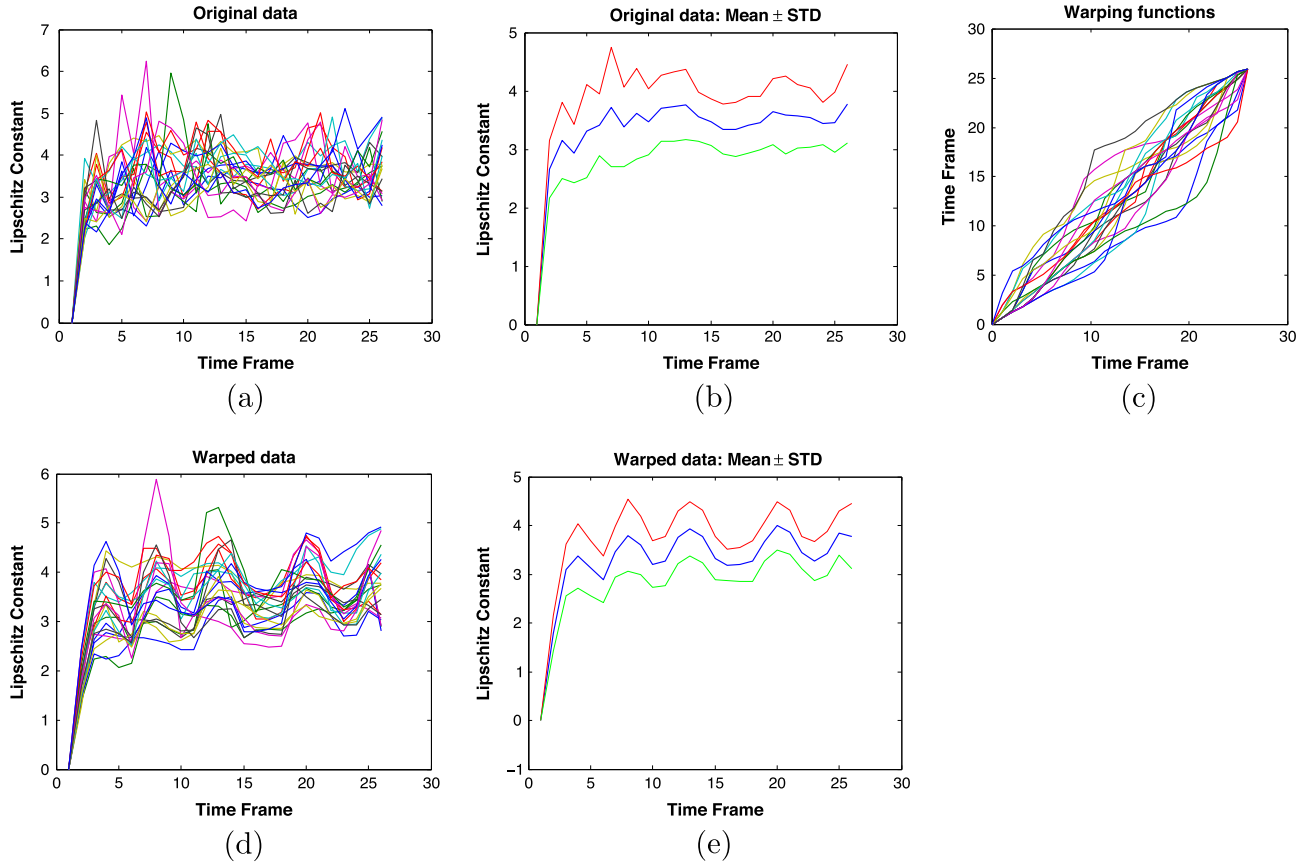 Original data
7
6
5
4
3
2
1
0
0 5 10 15 20 25 30
Lipschitz Constant
Time Frame
(a)
Original data: Mean ± STD
5
4
3
2
1
0
0 5 10 15 20 25 30
Lipschitz Constant
Time Frame
(b)
Warping functions
30
25
20
15
10
5
0
0 10 20 30
Time Frame
Time Frame
(c)
Warped data
6
5
4
3
2
1
0
0 5 10 15 20 25 30
Lipschitz Constant
Time Frame
(d)
Warped data: Mean ± STD
5
4
3
2
1
0
−1
0 5 10 15 20 25 30
Lipschitz Constant
Time Frame
(e)